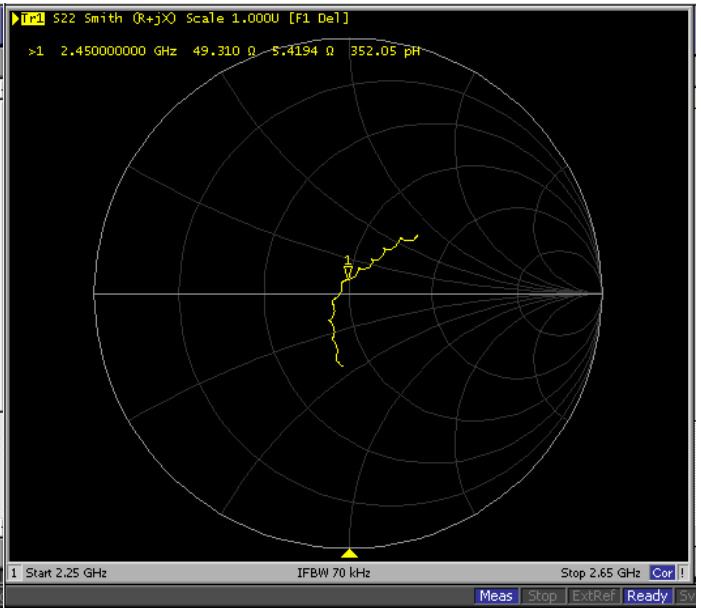 Tr1 S22 Smith (R+jX) Scale 1.000U [F1 Del]
>1 2.450000000 GHz 49.310 Ω 5.4194 Ω 352.05 pH
1
1 Start 2.25 GHz IFBW 70 kHz Stop 2.65 GHz Cor !
Meas Stop ExtRef Ready